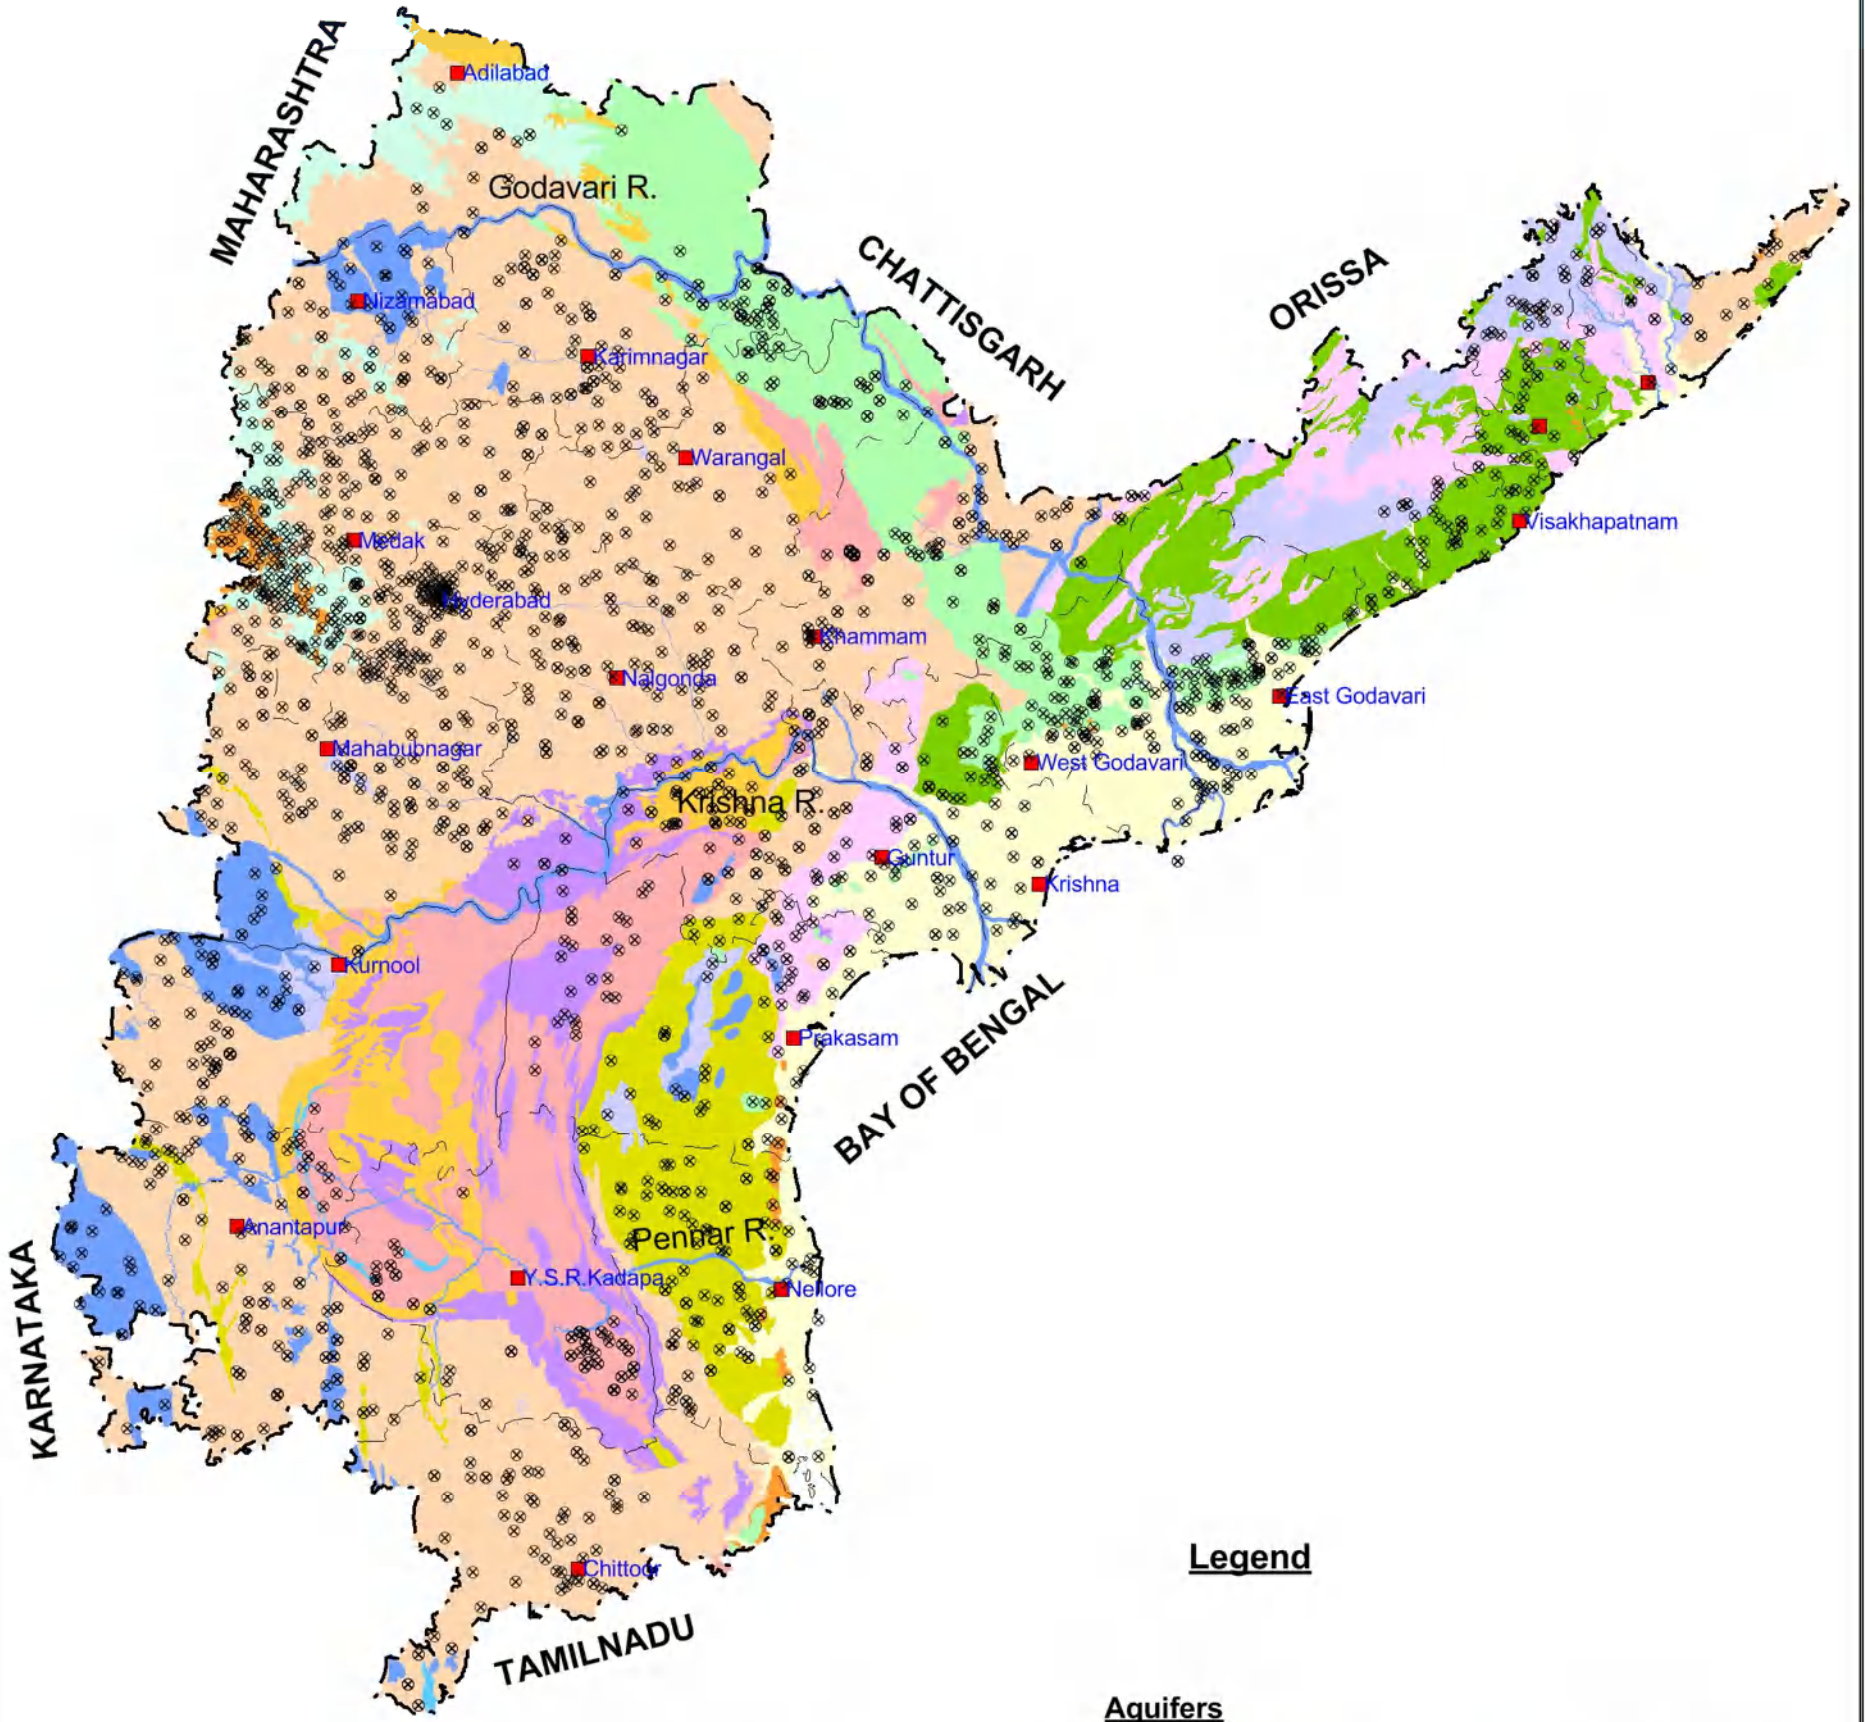 MAHARASHTRA
Adilabad
Godavari R.
CHATTISGARH
ORISSA
Nizamabad
Karimnagar
Warangal
Visakhapatnam
Medak
Hyderabad
Khammam
Nalgonda
East Godavari
Mahabubnagar
West Godavari
Krishna R.
Guntur
Krishna
Kurnool
Prakasam
BAY OF BENGAL
Anantapur
Pennar R.
KARNATAKA
Y.S.R.Kadapa
Nellore
Legend
Chittoor
TAMILNADU
Aquifers